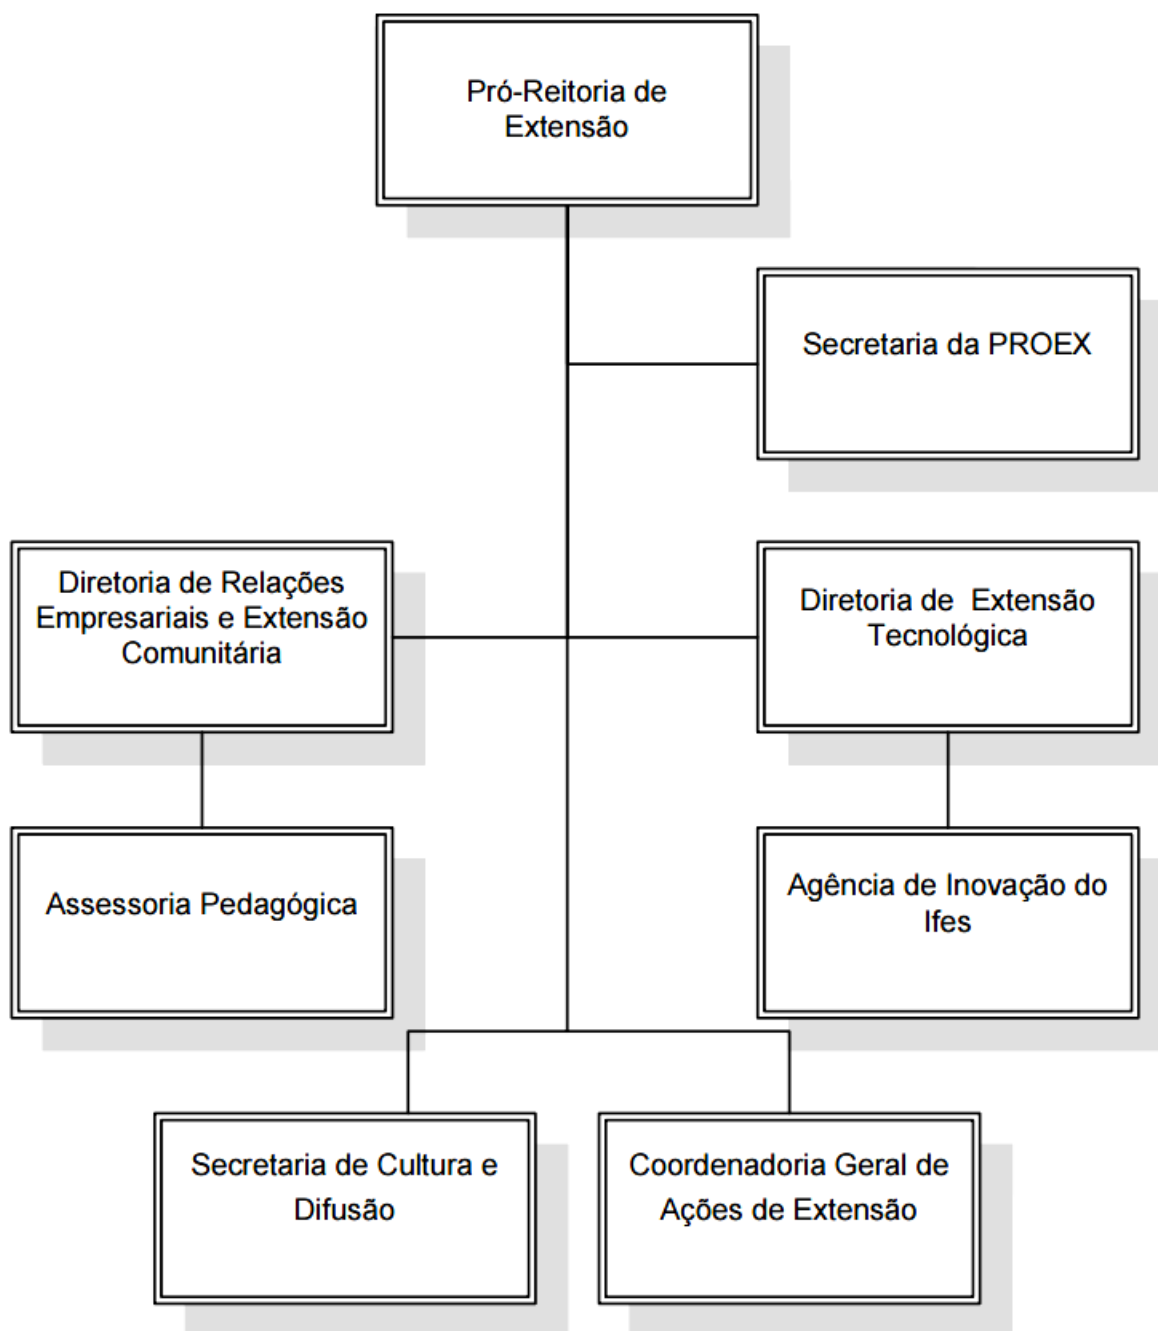 Pró-Reitoria de
Extensão
Secretaria da PROEX
Diretoria de Relações
Empresariais e Extensão
Comunitária
Diretoria de Extensão
Tecnológica
Assessoria Pedagógica
Agência de Inovação do
Ifes
Secretaria de Cultura e
Difusão
Coordenadoria Geral de
Ações de Extensão